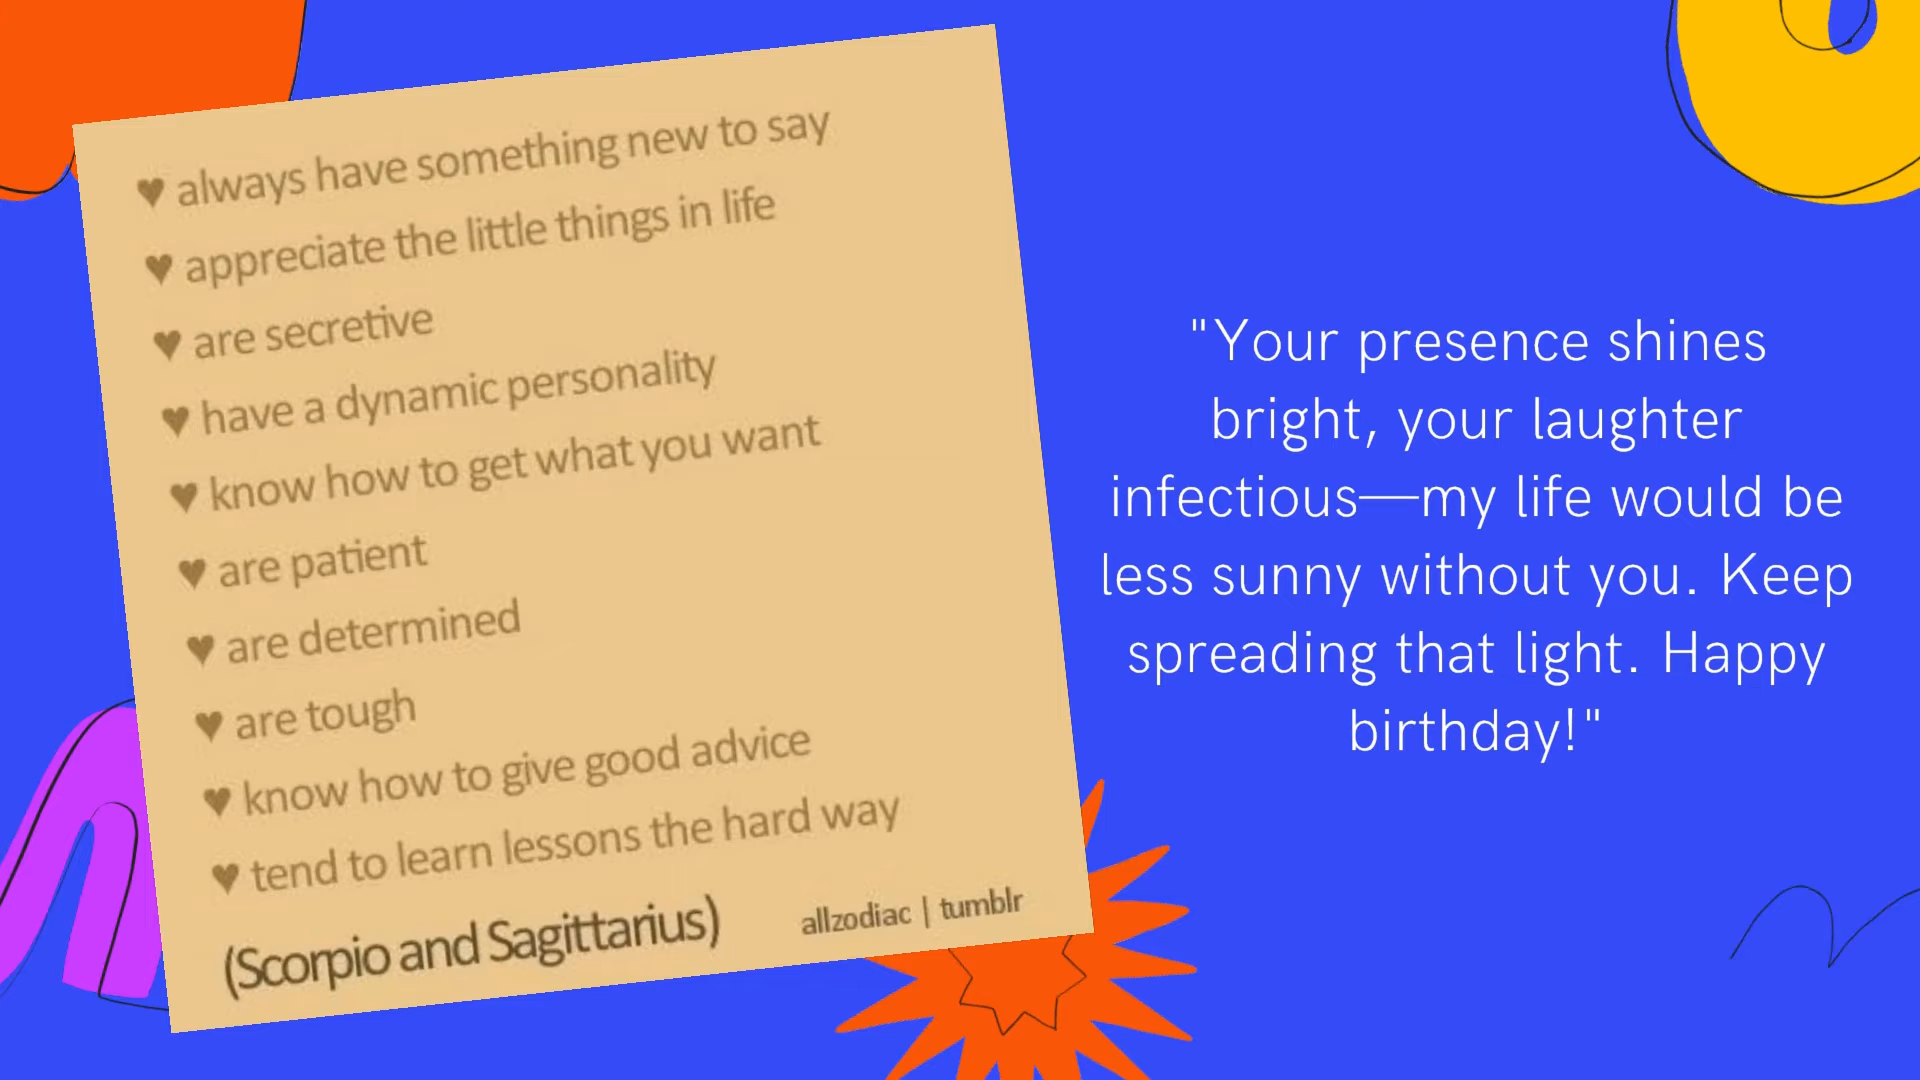 ♥ always have something new to say
♥ appreciate the little things in life
♥ are secretive
♥ have a dynamic personality
♥ know how to get what you want
♥ are patient
♥ are determined
♥ are tough
♥ know how to give good advice
♥ tend to learn lessons the hard way
(Scorpio and Sagittarius)
allzodiac | tumblr
"Your presence shines
bright, your laughter
infectious—my life would be
less sunny without you. Keep
spreading that light. Happy
birthday!"